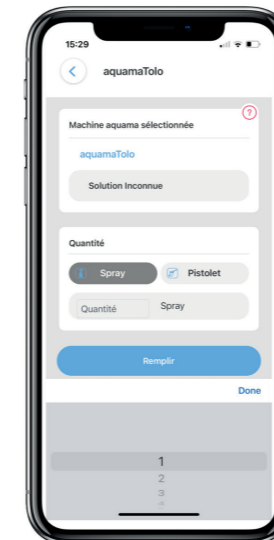 15:29
aquamaTolo
?
Machine aquama sélectionnée
aquamaTolo
Solution Inconnue
Quantité
Spray Pistolet
Quantité Spray
Remplir
Done
1
2
3